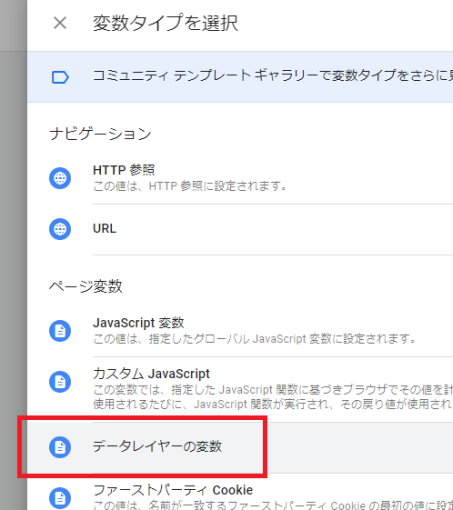 変数タイプを選択
コミュニティ テンプレート ギャラリーで変数タイプをさらに
ナビゲーション
HTTP 参照
この値は、HTTP 参照に設定されます。
URL
ページ変数
JavaScript 変数
この値は、指定したグローバル JavaScript 変数に設定されます。
カスタム JavaScript
この変数では、指定した JavaScript 関数に基づきブラウザでその値を計
使用されるたびに、JavaScript 関数が実行され、その戻り値が使用され
データレイヤーの変数
ファーストパーティ Cookie
この値は、名前が一致するファーストパーティ Cookie の最初の値に設定